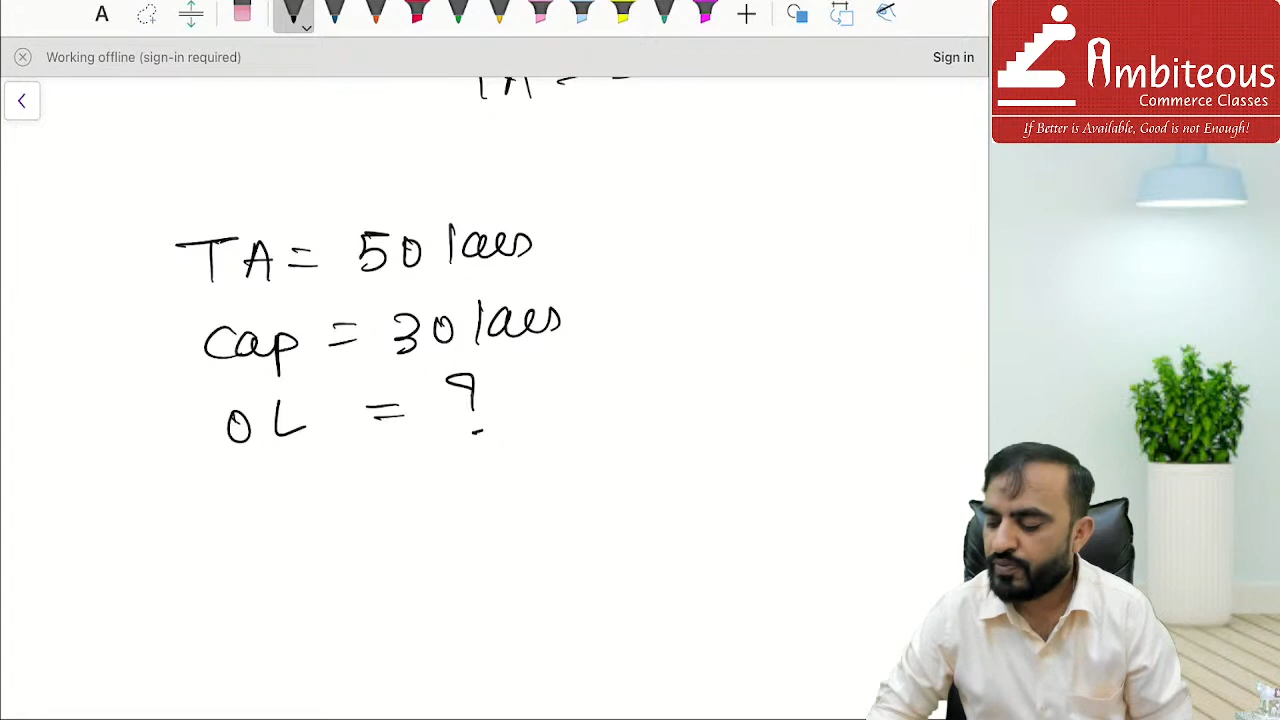 A
Working offline (sign-in required)
Sign in
Ambiteous
Commerce Classes
If Better is Available, Good is not Enough!
TA =
TA = 50 lacs
Cap = 30 lacs
OL = ?